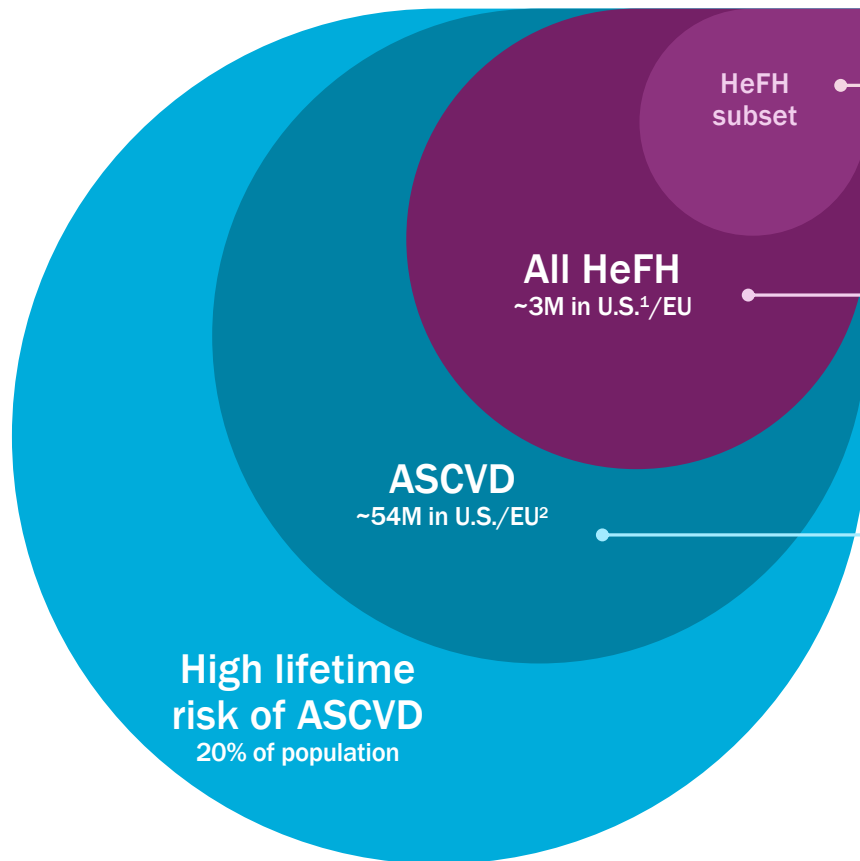 HeFH
subset
All HeFH
~3M in U.S.¹/EU
ASCVD
~54M in U.S./EU²
High lifetime
risk of ASCVD
20% of population